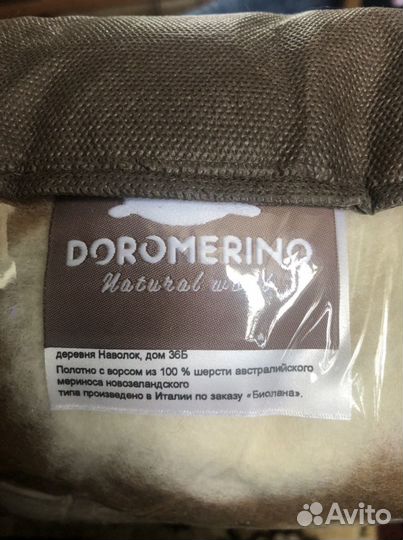 DOROMERINO
Natural
деревня Наволок, дом 36Б
Полотно с ворсом из 100 % шерсти австралийского
мериноса новозеландского
типа произведено в Италии по заказу «Биолана».
Avito